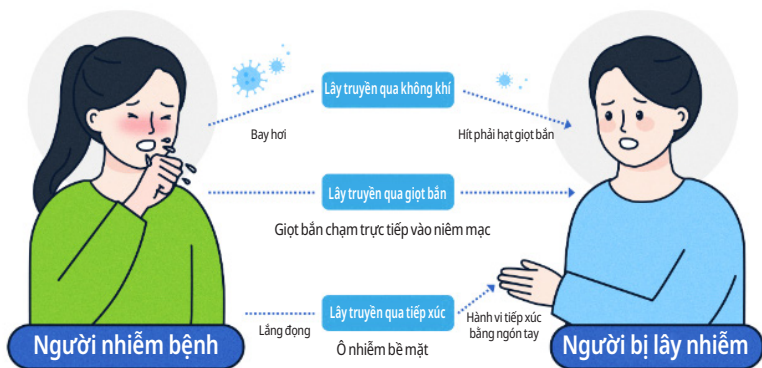 Lây truyền qua không khí
Bay hơi
Hít phải hạt giọt bắn
Lây truyền qua giọt bắn
Giọt bắn chạm trực tiếp vào niêm mạc
Lây truyền qua tiếp xúc
Lắng đọng
Hành vi tiếp xúc
bằng ngón tay
Ô nhiễm bề mặt
Người nhiễm bệnh
Người bị lây nhiễm